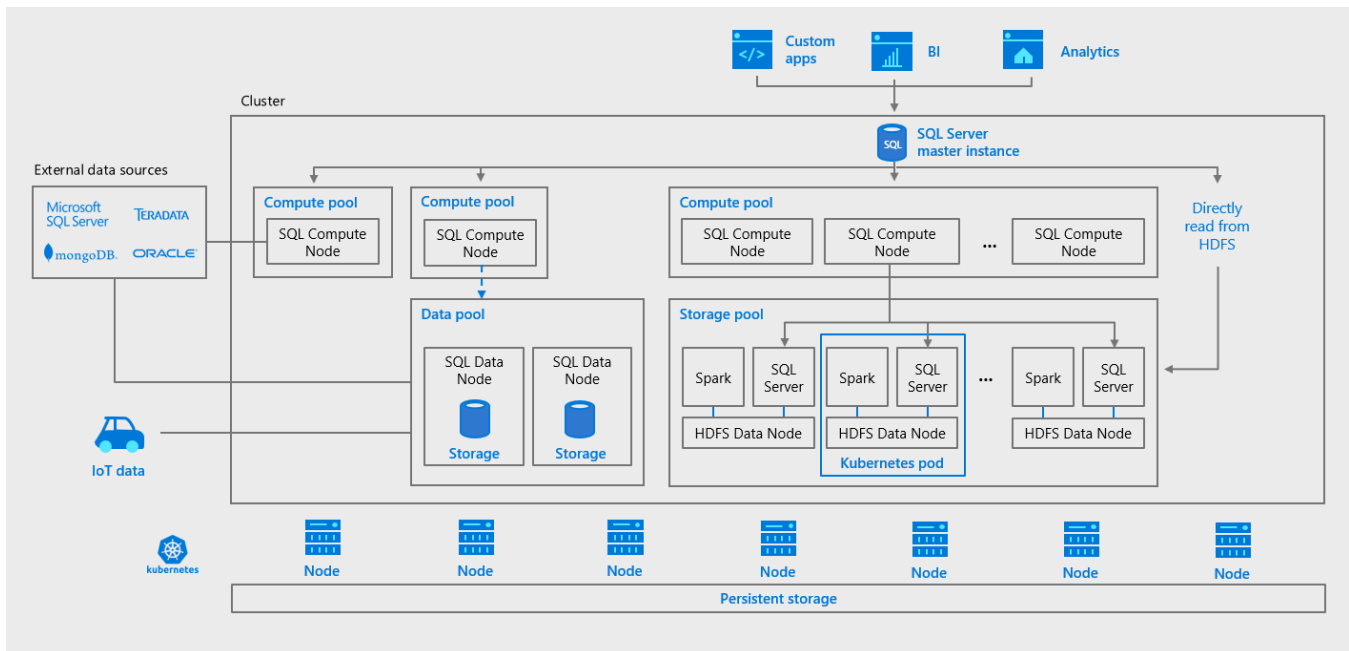 Custom
apps
BI
Analytics
Cluster
SQL
SQL Server
master instance
External data sources
Microsoft
SQL Server
TERADATA
mongoDB.
ORACLE
Compute pool
SQL Compute
Node
Compute pool
SQL Compute
Node
Compute pool
SQL Compute
Node
SQL Compute
Node
...
SQL Compute
Node
Directly
read from
HDFS
Data pool
SQL Data
Node
Storage
SQL Data
Node
Storage
Storage pool
Spark
SQL
Server
HDFS Data Node
Spark
SQL
Server
HDFS Data Node
Kubernetes pod
...
Spark
SQL
Server
HDFS Data Node
IoT data
kubernetes
Node
Node
Node
Node
Node
Node
Node
Persistent storage